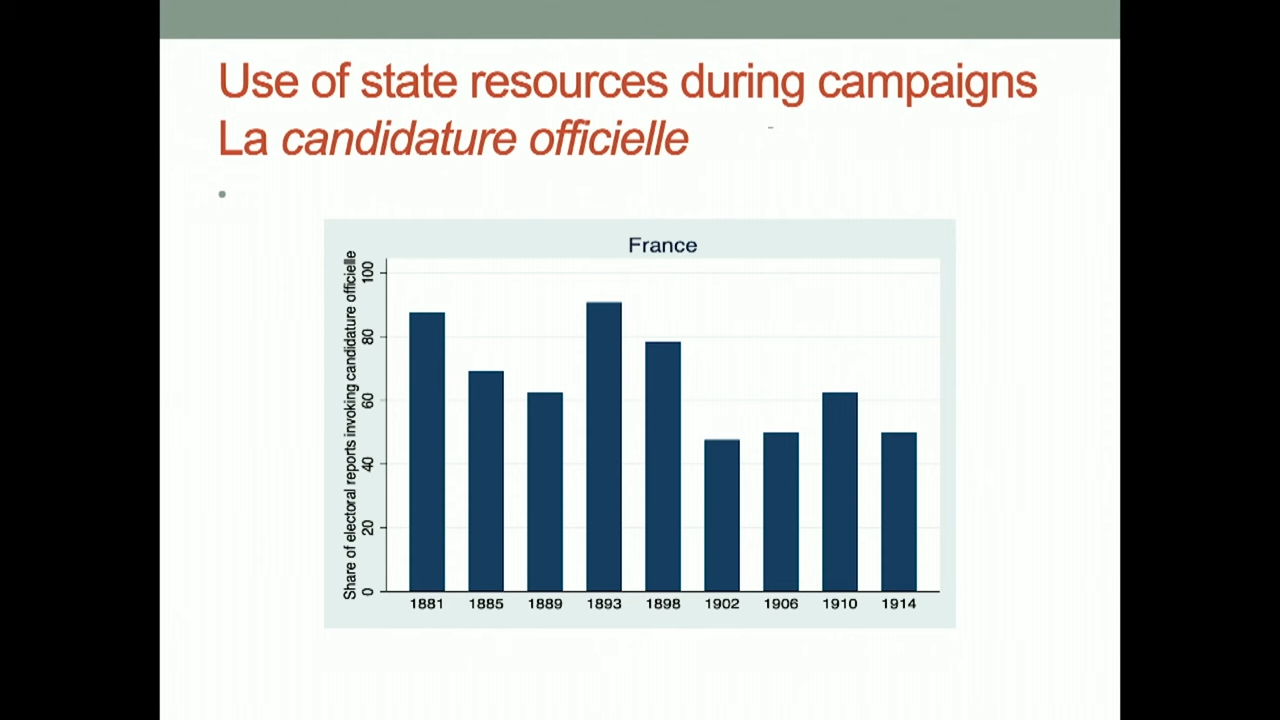 Use of state resources during campaigns
La candidature officielle
•
France
Share of electoral reports invoking candidature officielle
100
80
60
40
20
0
1881 1885 1889 1893 1898 1902 1906 1910 1914